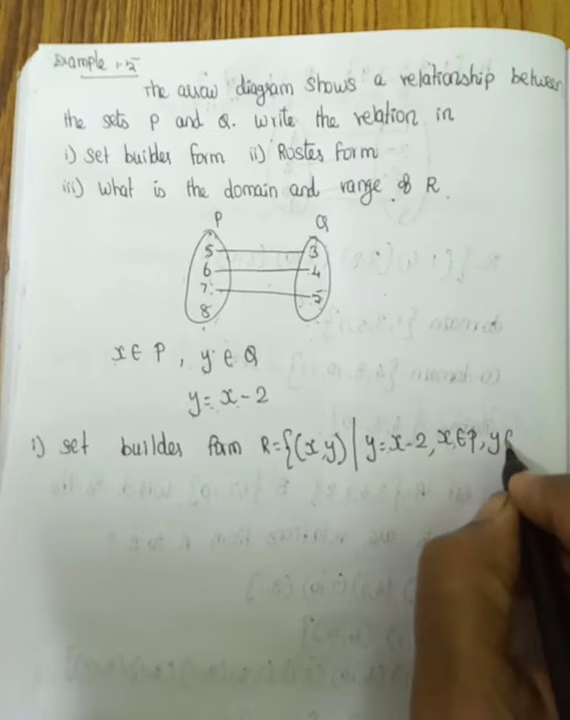 Example 1.5
The arrow diagram shows a relationship between
the sets P and Q. write the relation in
i) set builder form ii) Roster form
iii) what is the domain and range of R.
P Q
5 3
6 4
7 5
8
x ∈ P, y ∈ Q
y = x - 2
i) set builder form R = {(x, y) | y = x - 2, x ∈ P, y ∈